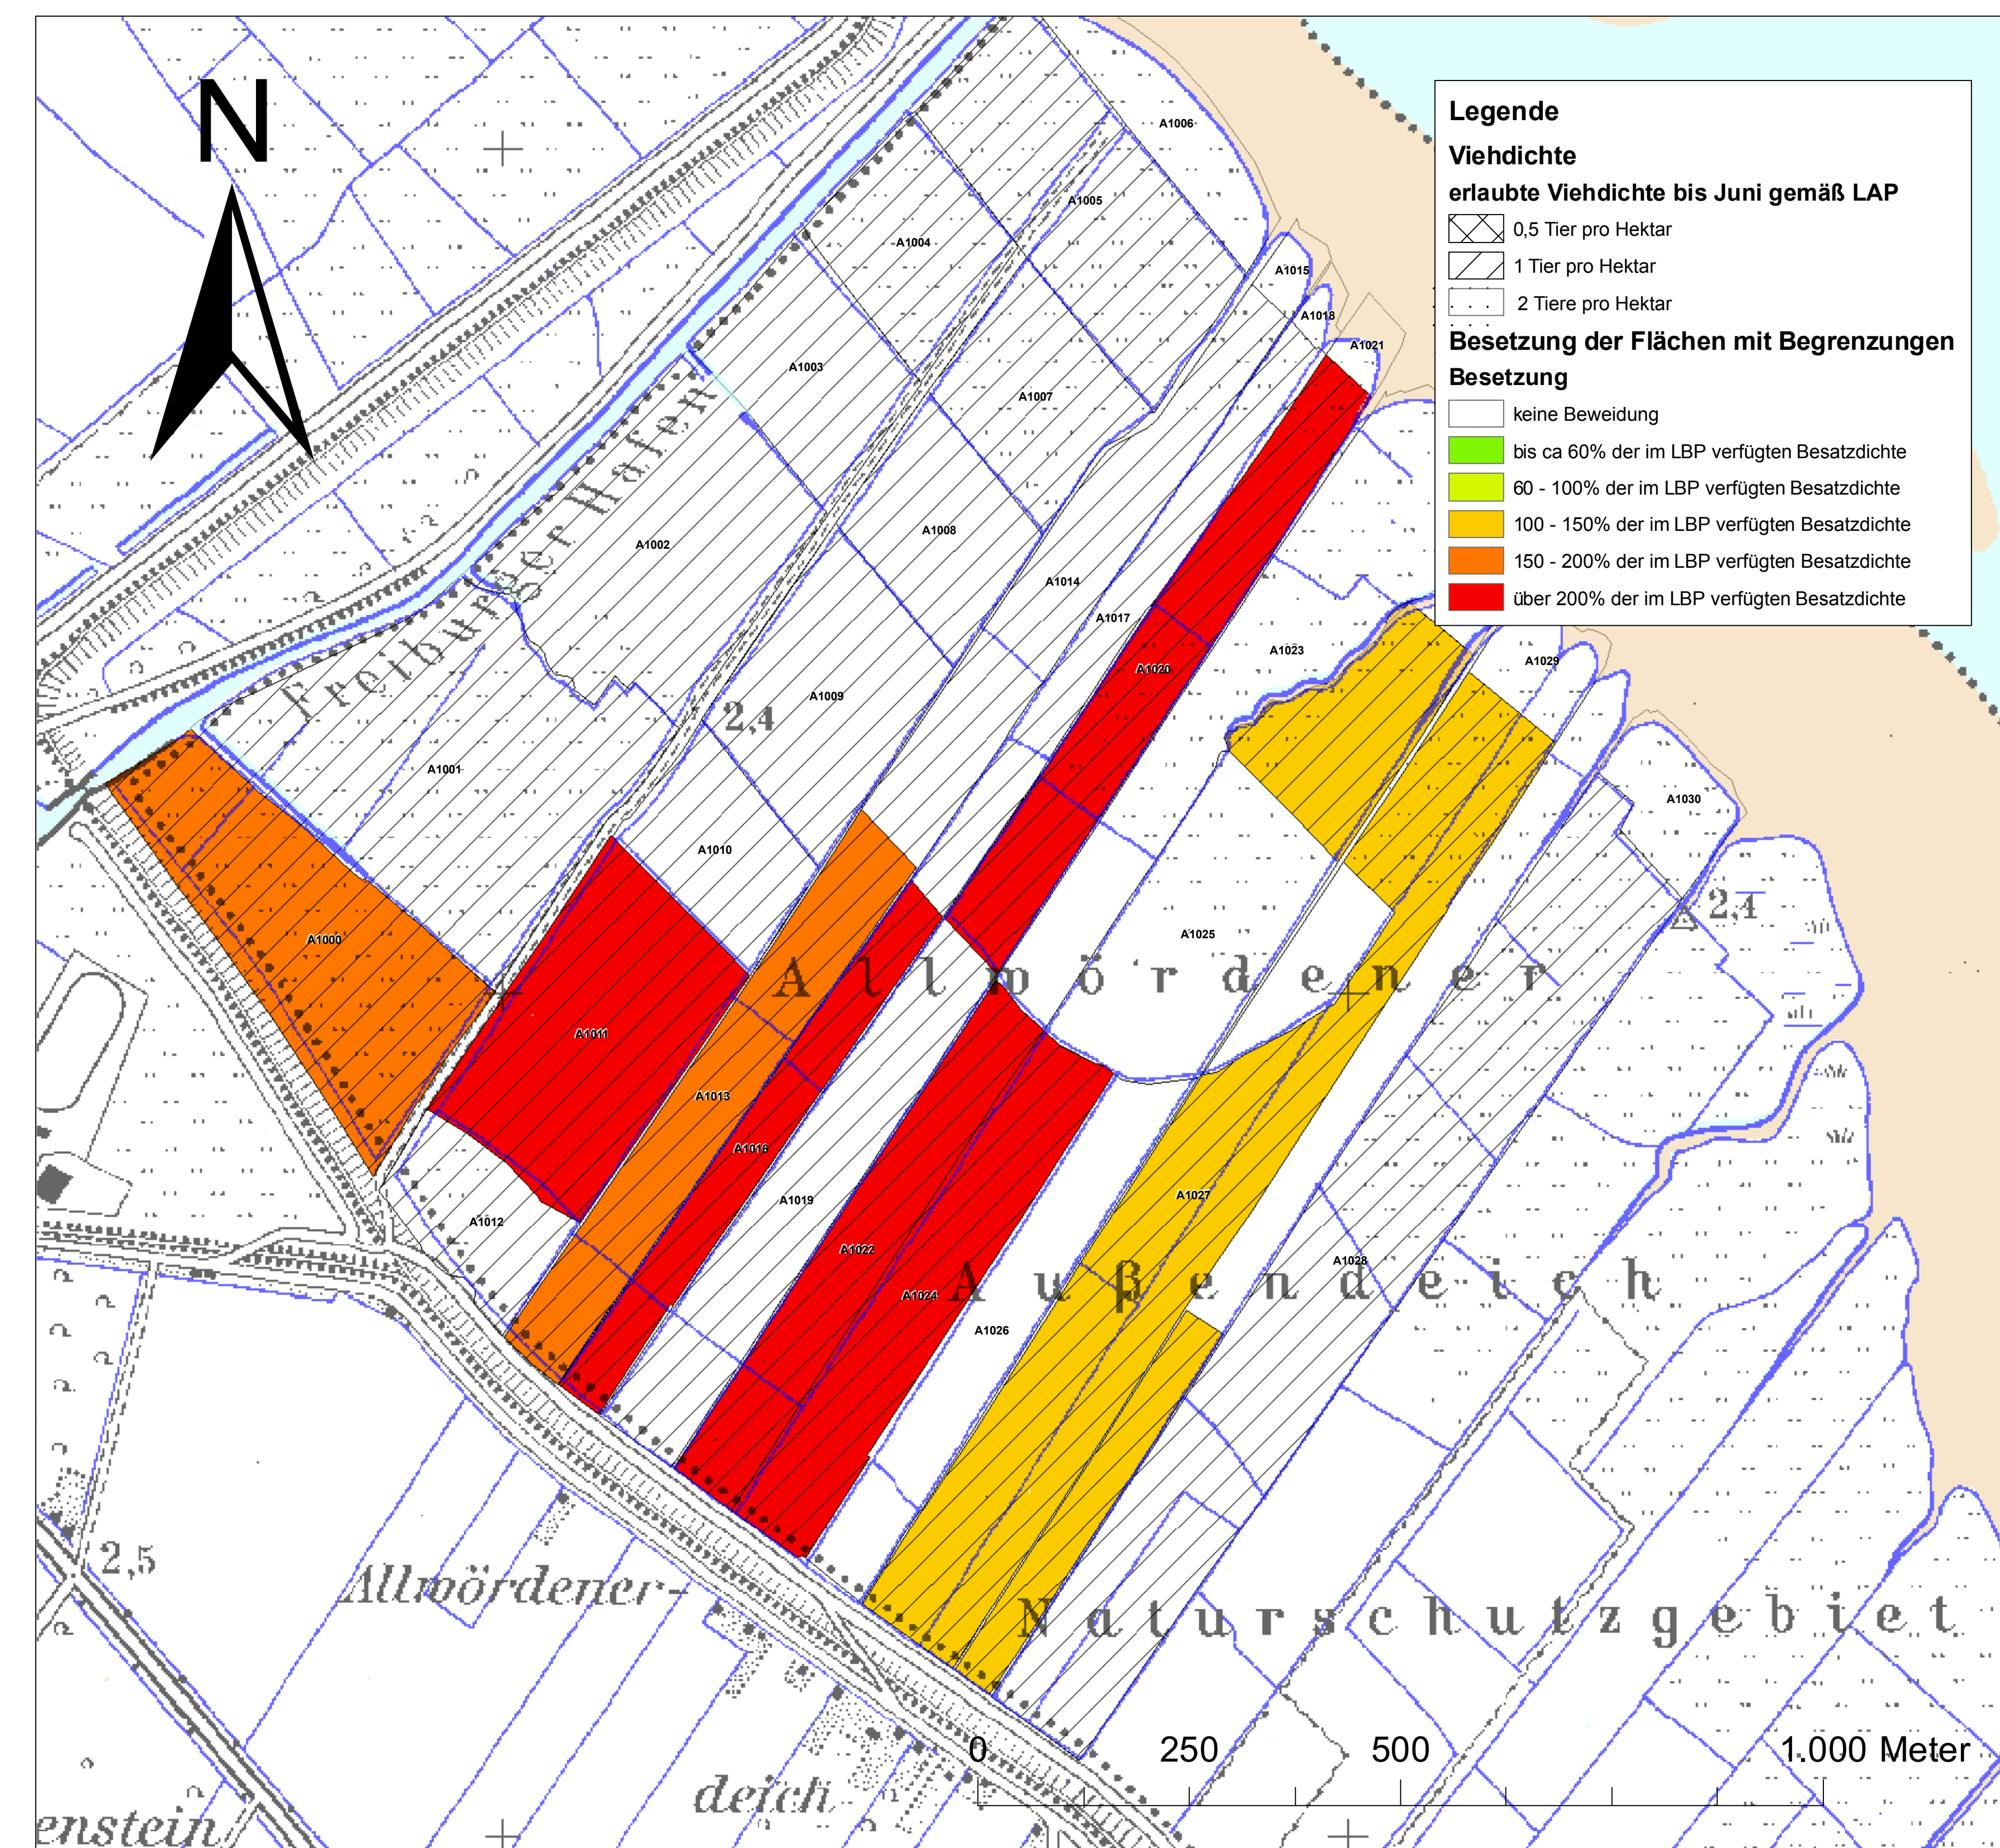 N
Legende
Viehdichte
erlaubte Viehdichte bis Juni gemäß LAP
0,5 Tier pro Hektar
1 Tier pro Hektar
2 Tiere pro Hektar
Besetzung der Flächen mit Begrenzungen
Besetzung
keine Beweidung
bis ca 60% der im LBP verfügten Besatzdichte
60 - 100% der im LBP verfügten Besatzdichte
100 - 150% der im LBP verfügten Besatzdichte
150 - 200% der im LBP verfügten Besatzdichte
über 200% der im LBP verfügten Besatzdichte
A1006
A1005
A1004
A1015
A1018
A1021
A1003
A1007
Freiburger Hafen
A1002
A1008
A1014
A1017
A1023
A1029
A1020
A1009
2,4
A1001
A1030
A1010
2,4
A1000
A1025
Allwördener
A1011
A1013
A1016
A1027
A1019
A1012
A1022
A1028
Außendeich
A1024
A1026
2,5
Allwördener-
Naturschutzgebiet
deich
enstein
0 250 500 1.000 Meter